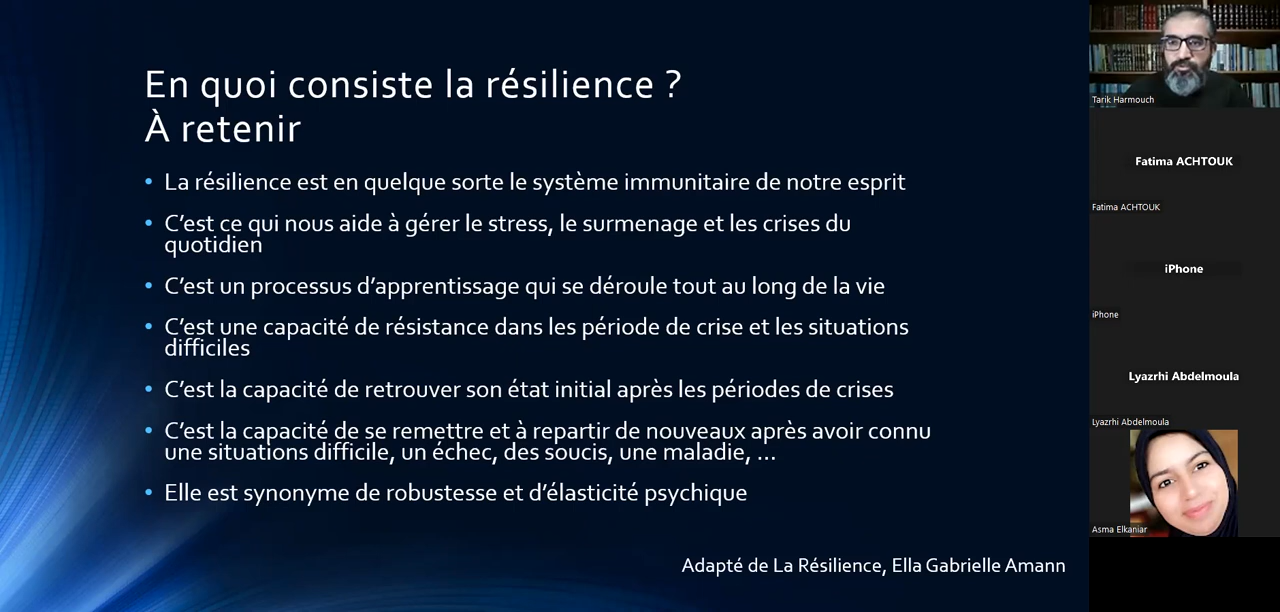 En quoi consiste la résilience ?
À retenir
• La résilience est en quelque sorte le système immunitaire de notre esprit
• C’est ce qui nous aide à gérer le stress, le surmenage et les crises du
quotidien
• C’est un processus d’apprentissage qui se déroule tout au long de la vie
• C’est une capacité de résistance dans les période de crise et les situations
difficiles
• C’est la capacité de retrouver son état initial après les périodes de crises
• C’est la capacité de se remettre et à repartir de nouveaux après avoir connu
une situations difficile, un échec, des soucis, une maladie, ...
• Elle est synonyme de robustesse et d’élasticité psychique
Adapté de La Résilience, Ella Gabrielle Amann
Tarik Harmouch
Fatima ACHTOUK
Fatima ACHTOUK
iPhone
iPhone
Lyazrhi Abdelmoula
Lyazrhi Abdelmoula
Asma Elkaniar